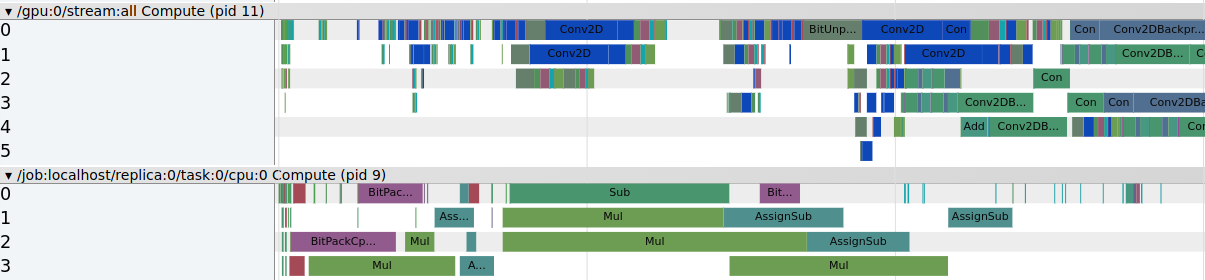 ▾ /gpu:0/stream:all Compute (pid 11)
0 Conv2D BitUnp... Conv2D Con Con Conv2DBackpr...
1 Conv2D Conv2D Conv2DB... C
2 Con
3 Conv2DB... Con Con Conv2DBa
4 Add Conv2DB... Cor
5
▾ /job:localhost/replica:0/task:0/cpu:0 Compute (pid 9)
0 BitPac... Sub Bit...
1 Ass... Mul AssignSub AssignSub
2 BitPackCp... Mul Mul AssignSub
3 Mul A... Mul